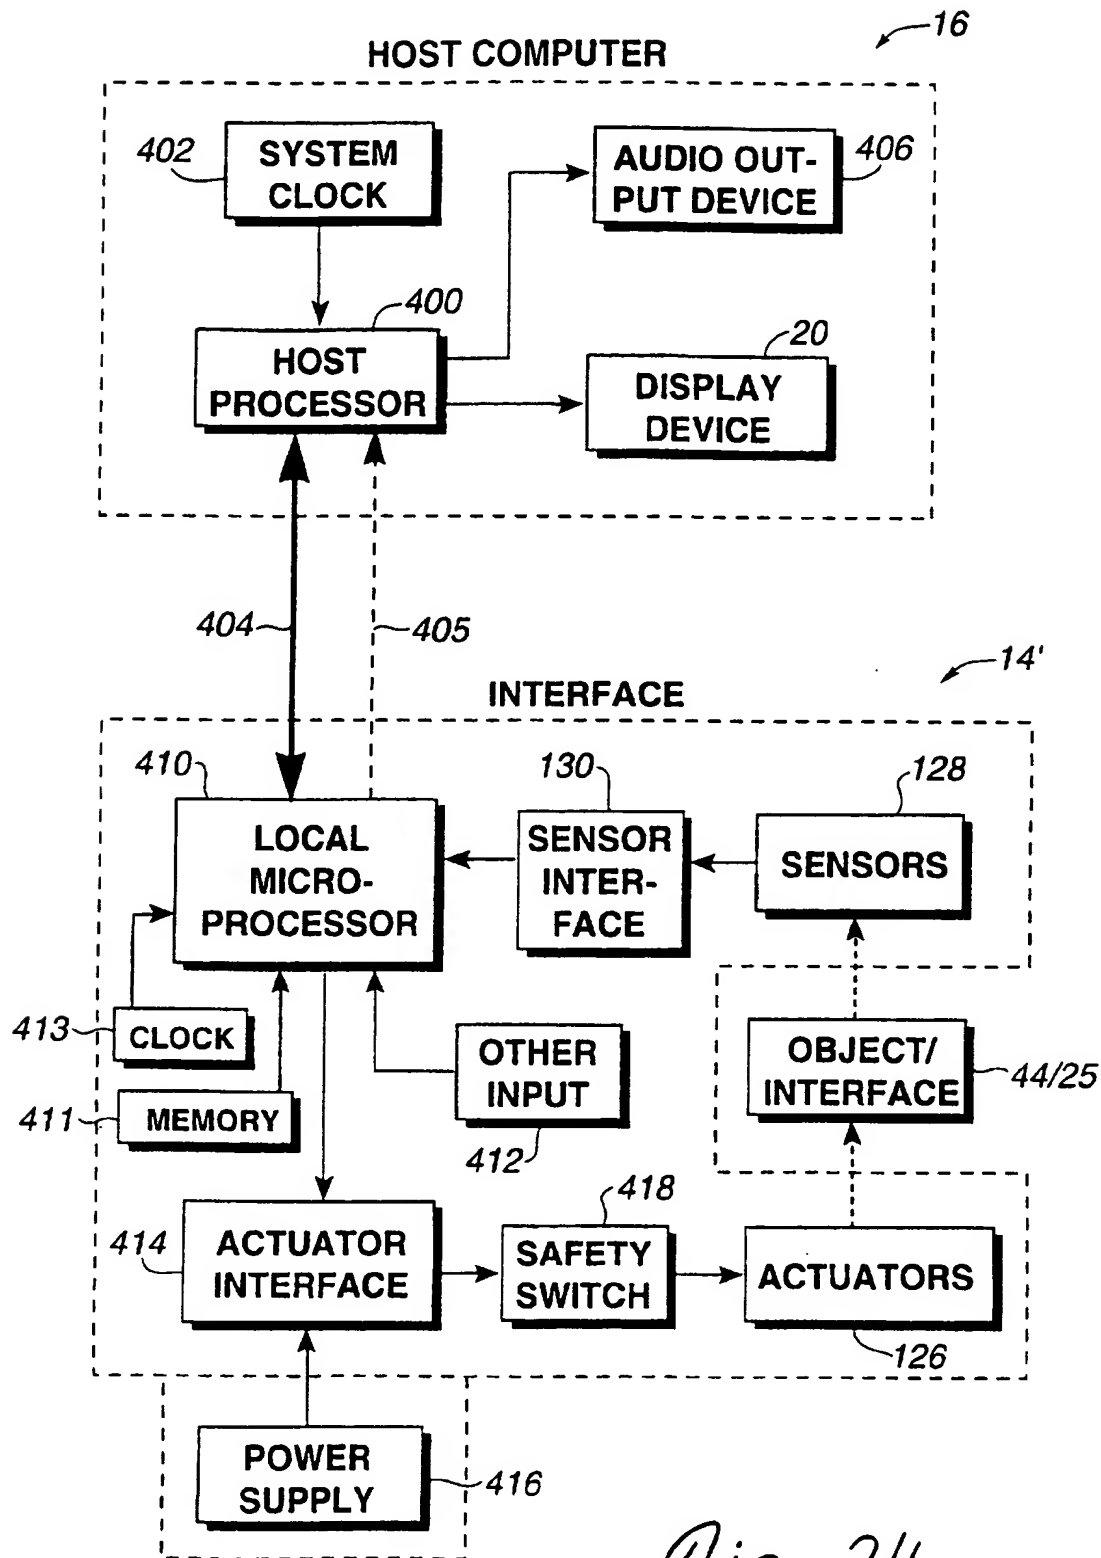 16
HOST COMPUTER
402
SYSTEM
CLOCK
AUDIO OUT-
PUT DEVICE
406
400
HOST
PROCESSOR
20
DISPLAY
DEVICE
404
405
14'
INTERFACE
410
LOCAL
MICRO-
PROCESSOR
130
SENSOR
INTER-
FACE
128
SENSORS
413
CLOCK
411
MEMORY
OTHER
INPUT
412
OBJECT/
INTERFACE
44/25
414
ACTUATOR
INTERFACE
418
SAFETY
SWITCH
ACTUATORS
126
POWER
SUPPLY
416